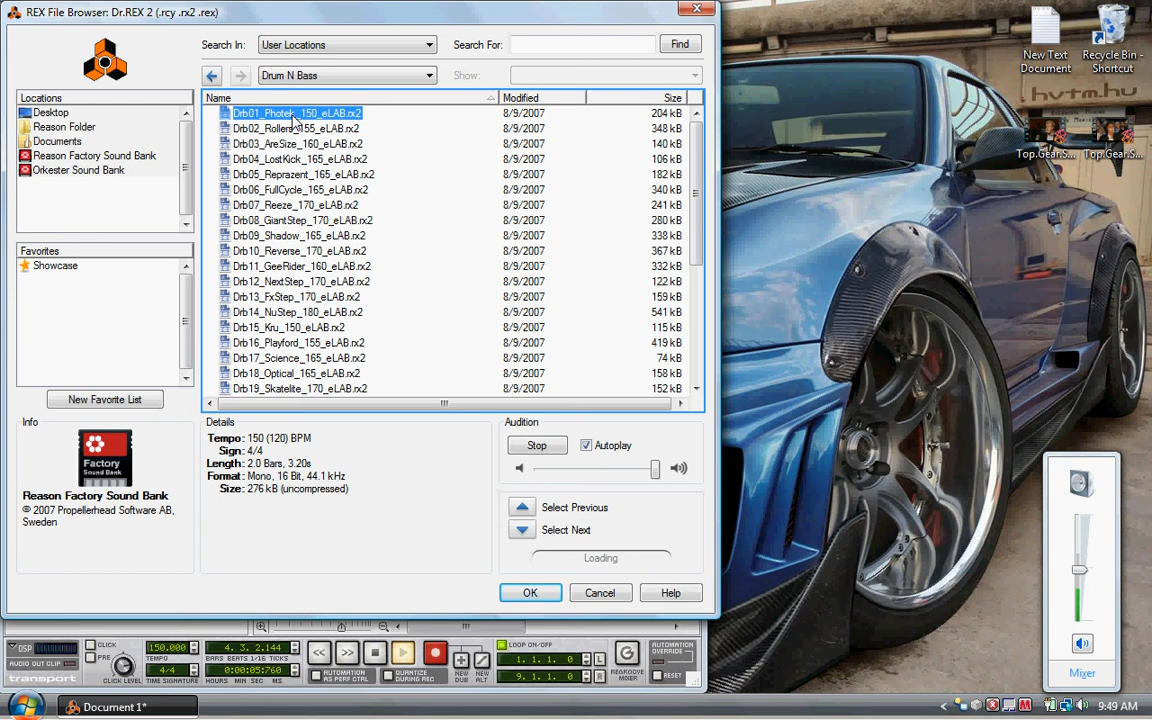 REX File Browser: Dr.REX 2 (.rcy .rx2 .rex)
Search In:
User Locations
Search For:
Find
Drum N Bass
Show:
Locations
Desktop
Reason Folder
Documents
Reason Factory Sound Bank
Orkester Sound Bank
Favorites
Showcase
New Favorite List
Name Modified Size
Drb01_Photek_150_eLAB.rx2 8/9/2007 204 kB
Drb02_Rollers_155_eLAB.rx2 8/9/2007 348 kB
Drb03_AreSize_160_eLAB.rx2 8/9/2007 140 kB
Drb04_LostKick_165_eLAB.rx2 8/9/2007 106 kB
Drb05_Reprazent_165_eLAB.rx2 8/9/2007 182 kB
Drb06_FullCycle_165_eLAB.rx2 8/9/2007 340 kB
Drb07_Reeze_170_eLAB.rx2 8/9/2007 241 kB
Drb08_GiantStep_170_eLAB.rx2 8/9/2007 280 kB
Drb09_Shadow_165_eLAB.rx2 8/9/2007 338 kB
Drb10_Reverse_170_eLAB.rx2 8/9/2007 367 kB
Drb11_GeeRider_160_eLAB.rx2 8/9/2007 332 kB
Drb12_NextStep_170_eLAB.rx2 8/9/2007 122 kB
Drb13_FxStep_170_eLAB.rx2 8/9/2007 159 kB
Drb14_NuStep_180_eLAB.rx2 8/9/2007 541 kB
Drb15_Kru_150_eLAB.rx2 8/9/2007 115 kB
Drb16_Playford_155_eLAB.rx2 8/9/2007 419 kB
Drb17_Science_165_eLAB.rx2 8/9/2007 74 kB
Drb18_Optical_165_eLAB.rx2 8/9/2007 158 kB
Drb19_Skatelite_170_eLAB.rx2 8/9/2007 152 kB
Info
Factory
Sound Bank
Reason Factory Sound Bank
© 2007 Propellerhead Software AB,
Sweden
Details
Tempo: 150 (120) BPM
Sign: 4/4
Length: 2.0 Bars, 3.20s
Format: Mono, 16 Bit, 44.1 kHz
Size: 276 kB (uncompressed)
Audition
Stop
Autoplay
Select Previous
Select Next
Loading
OK
Cancel
Help
DSP
AUDIO OUT CLIP
transport
CLICK
PRE
CLICK LEVEL
150.000
TEMPO
4/4
TIME SIGNATURE
4. 3. 2.144
BARS BEATS 1/16 TICKS
0:00:05:760
HOURS MIN SEC MS
AUTOMATION
AS PERF CTRL
QUANTIZE
DURING REC
NEW
DUB
NEW
ALT
LOOP ON/OFF
1. 1. 1. 0
L
9. 1. 1. 0
R
REGROOVE
MIXER
AUTOMATION
OVERRIDE
RESET
New Text
Document
Recycle Bin -
Shortcut
hvtm.hu
Top.Gear.S...
Top.Gear.S...
Mixer
Document 1*
9:49 AM